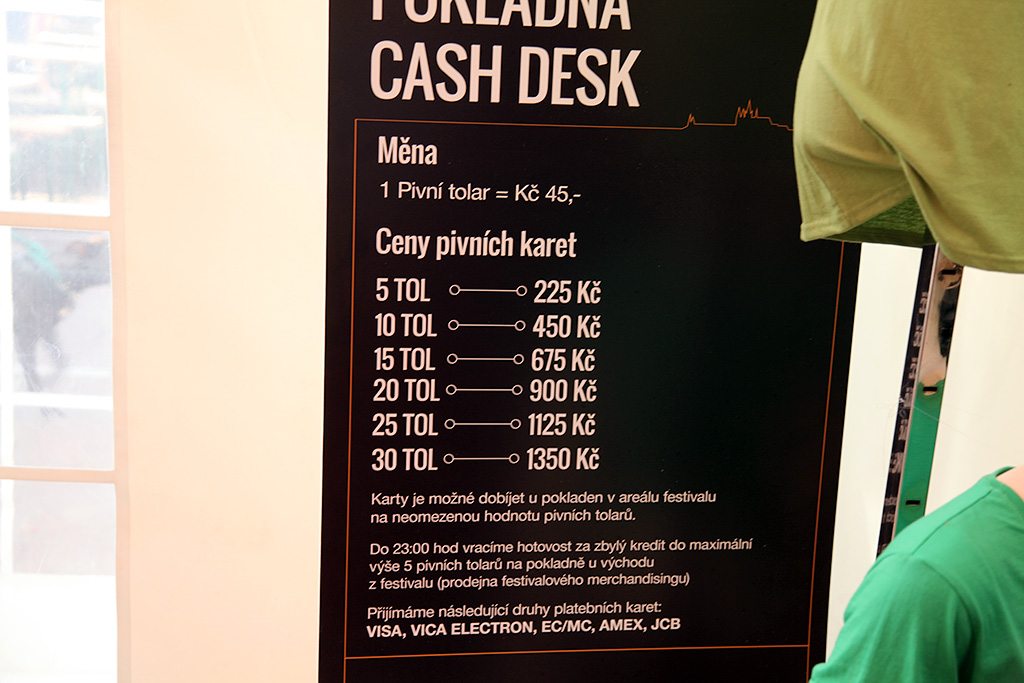 POKLADNA
CASH DESK
Měna
1 Pivní tolar = Kč 45,-
Ceny pivních karet
5 TOL 225 Kč
10 TOL 450 Kč
15 TOL 675 Kč
20 TOL 900 Kč
25 TOL 1125 Kč
30 TOL 1350 Kč
Karty je možné dobíjet u pokladen v areálu festivalu
na neomezenou hodnotu pivních tolarů.
Do 23:00 hod vracíme hotovost za zbylý kredit do maximální
výše 5 pivních tolarů na pokladně u východu
z festivalu (prodejna festivalového merchandisingu)
Přijímáme následující druhy platebních karet:
VISA, VICA ELECTRON, EC/MC, AMEX, JCB